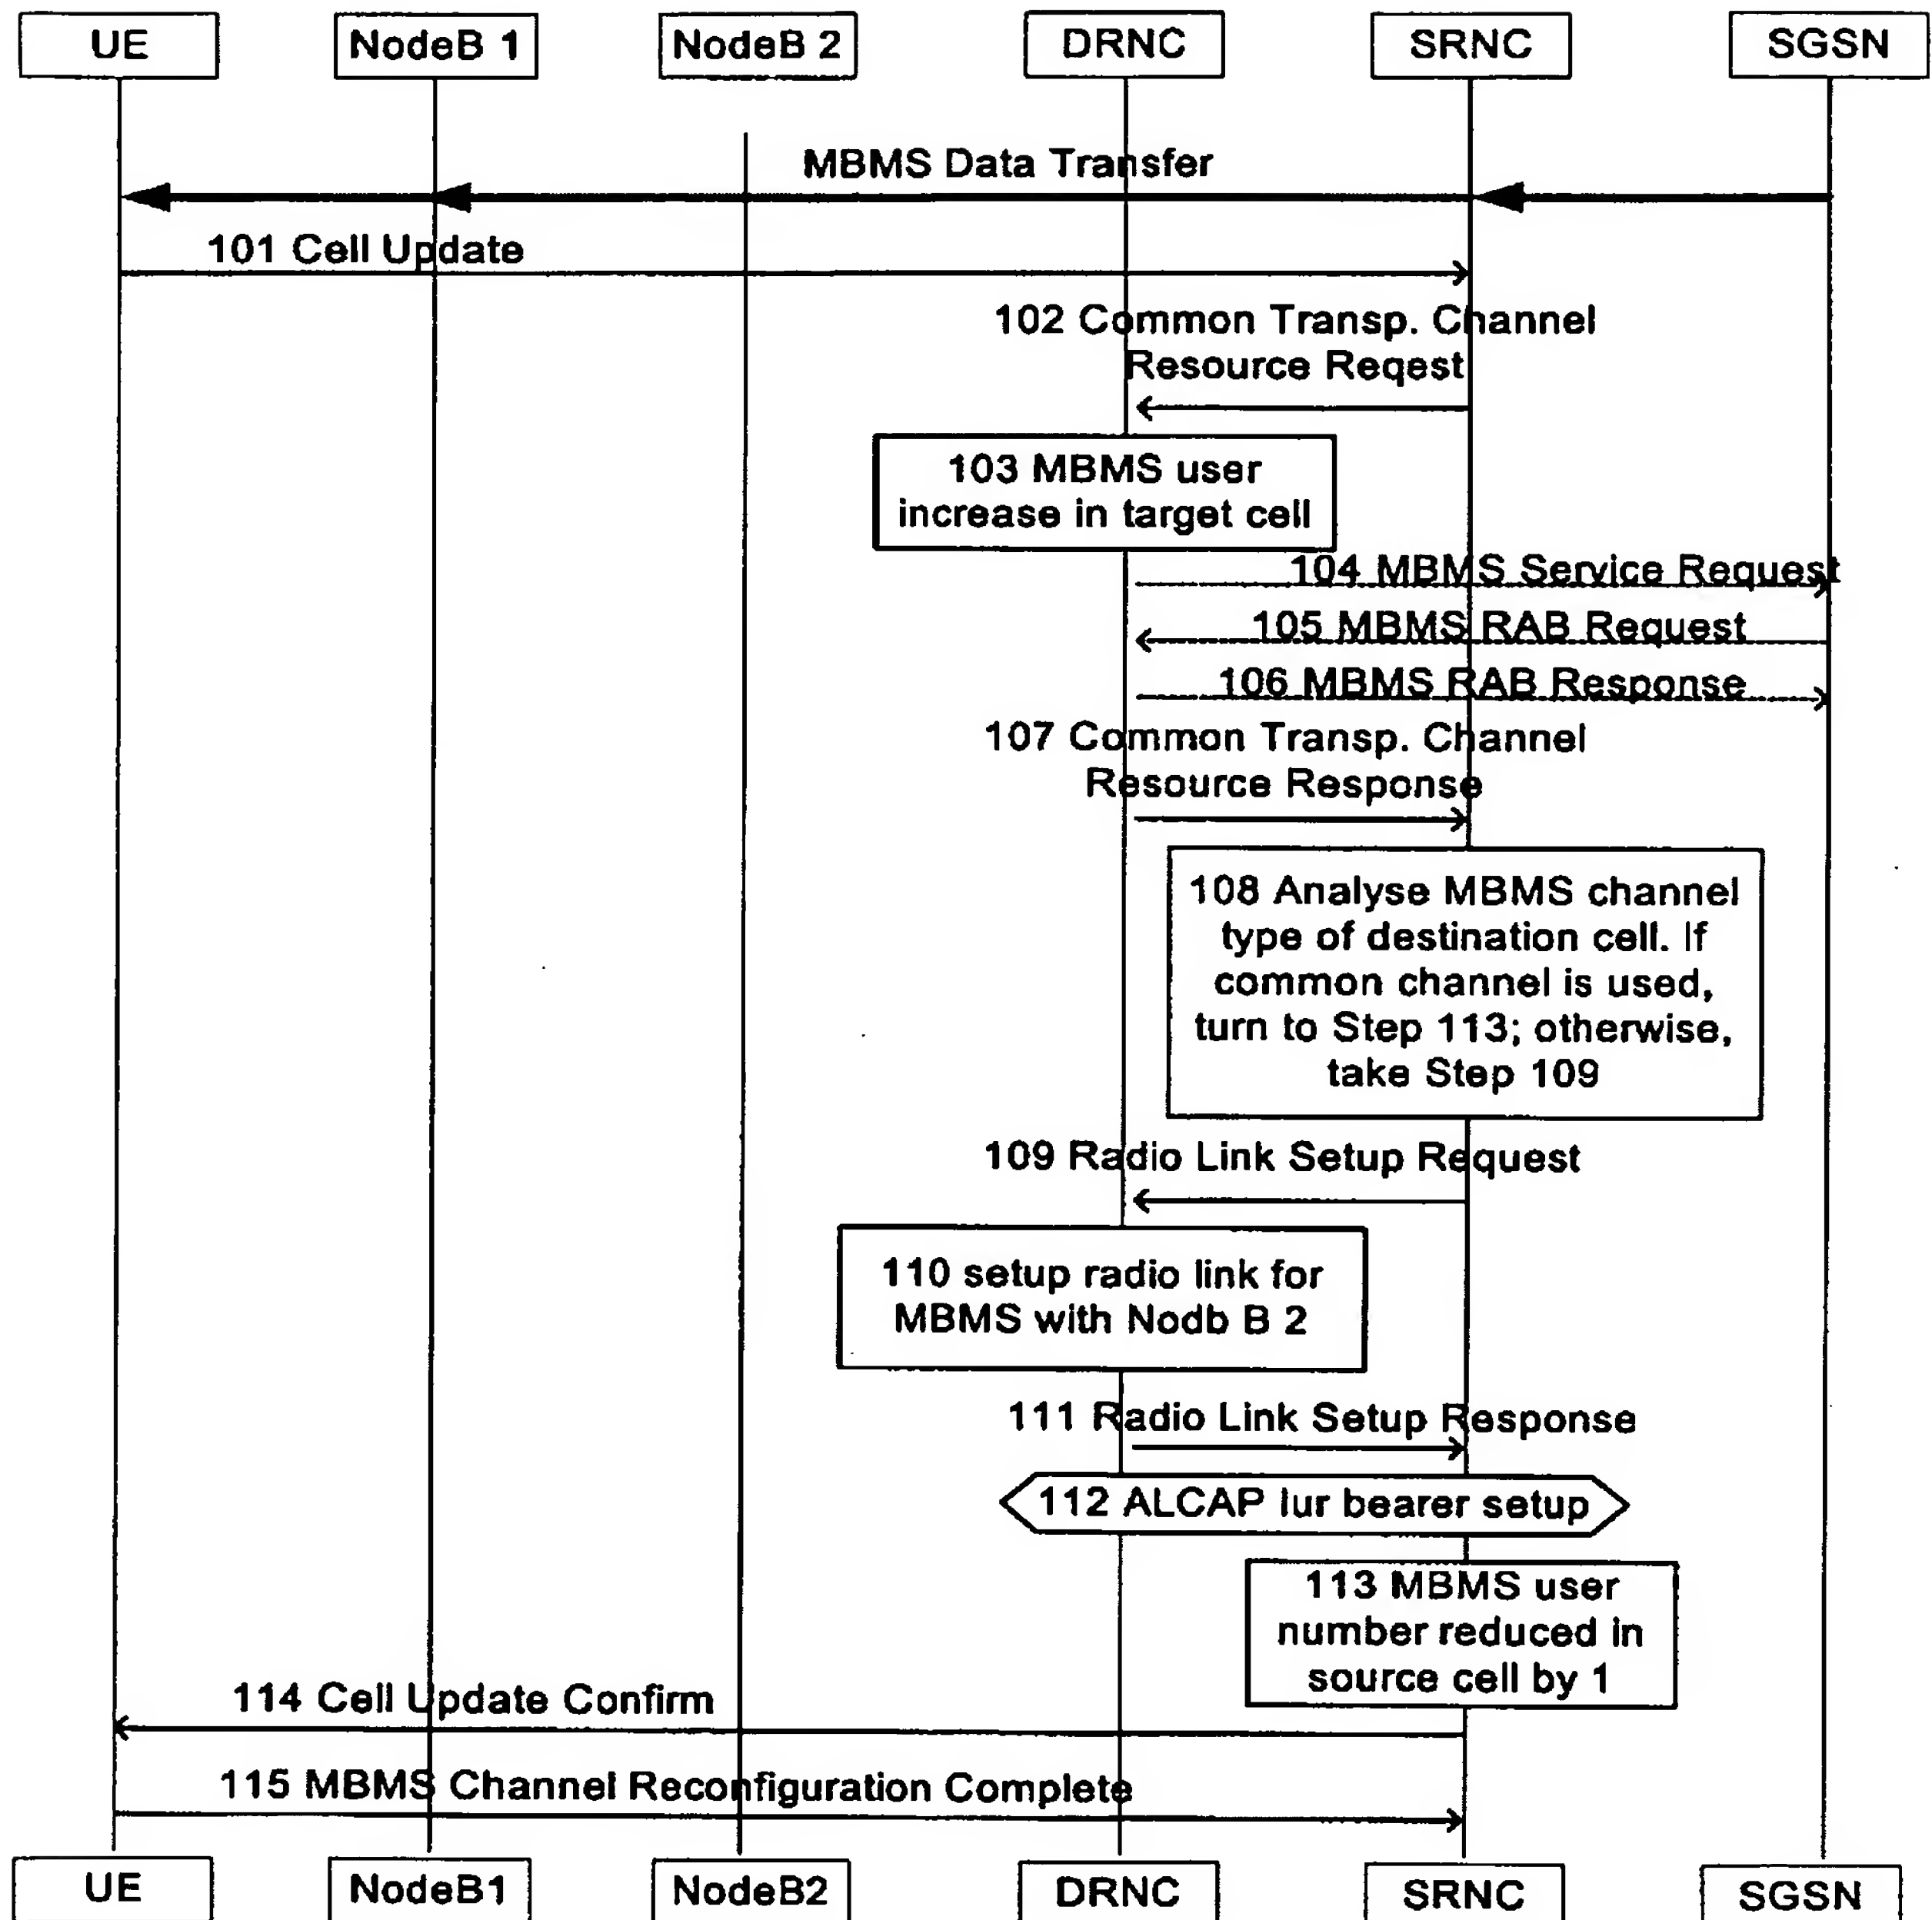 UE NodeB 1 NodeB 2 DRNC SRNC SGSN
MBMS Data Transfer
101 Cell Update
102 Common Transp. Channel
Resource Reqest
103 MBMS user
increase in target cell
104 MBMS Service Request
105 MBMS RAB Request
106 MBMS RAB Response
107 Common Transp. Channel
Resource Response
108 Analyse MBMS channel
type of destination cell. If
common channel is used,
turn to Step 113; otherwise,
take Step 109
109 Radio Link Setup Request
110 setup radio link for
MBMS with Nodb B 2
111 Radio Link Setup Response
112 ALCAP Iur bearer setup
113 MBMS user
number reduced in
source cell by 1
114 Cell Update Confirm
115 MBMS Channel Reconfiguration Complete
UE NodeB1 NodeB2 DRNC SRNC SGSN